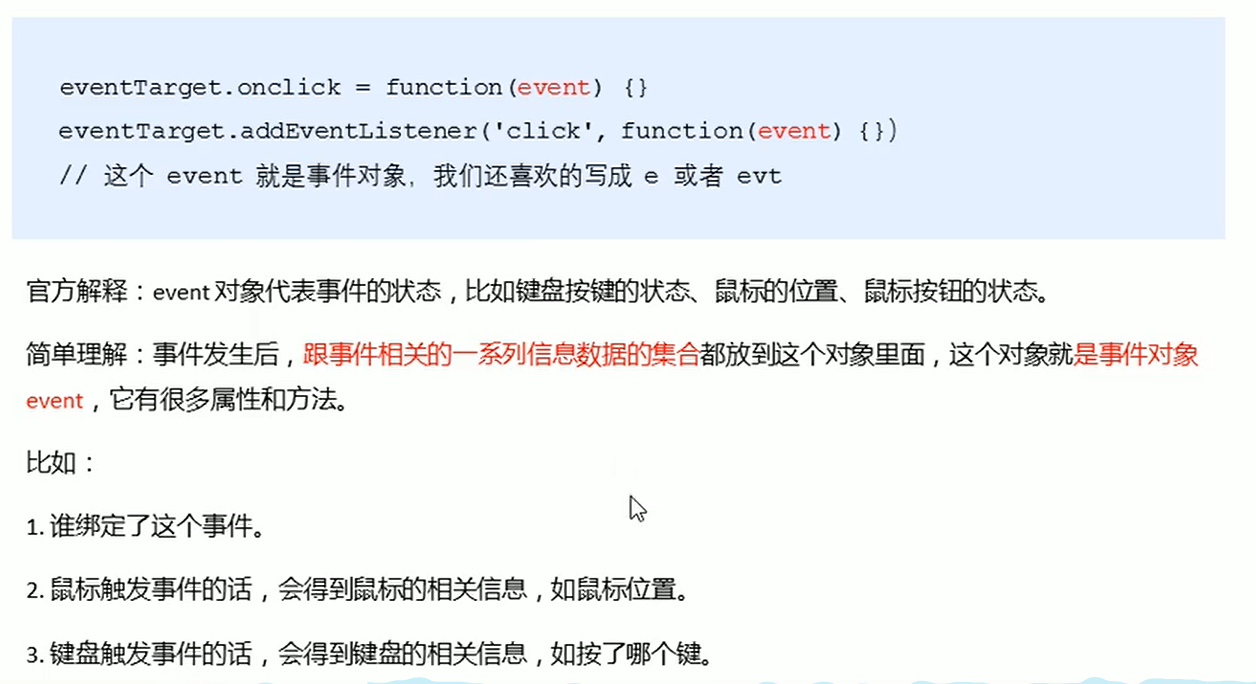 eventTarget.onclick = function(event) {}
eventTarget.addEventListener('click', function(event) {})
// 这个 event 就是事件对象，我们还喜欢的写成 e 或者 evt
官方解释：event 对象代表事件的状态，比如键盘按键的状态、鼠标的位置、鼠标按钮的状态。
简单理解：事件发生后，跟事件相关的一系列信息数据的集合都放到这个对象里面，这个对象就是事件对象
event，它有很多属性和方法。
比如：
1. 谁绑定了这个事件。
2. 鼠标触发事件的话，会得到鼠标的相关信息，如鼠标位置。
3. 键盘触发事件的话，会得到键盘的相关信息，如按了哪个键。